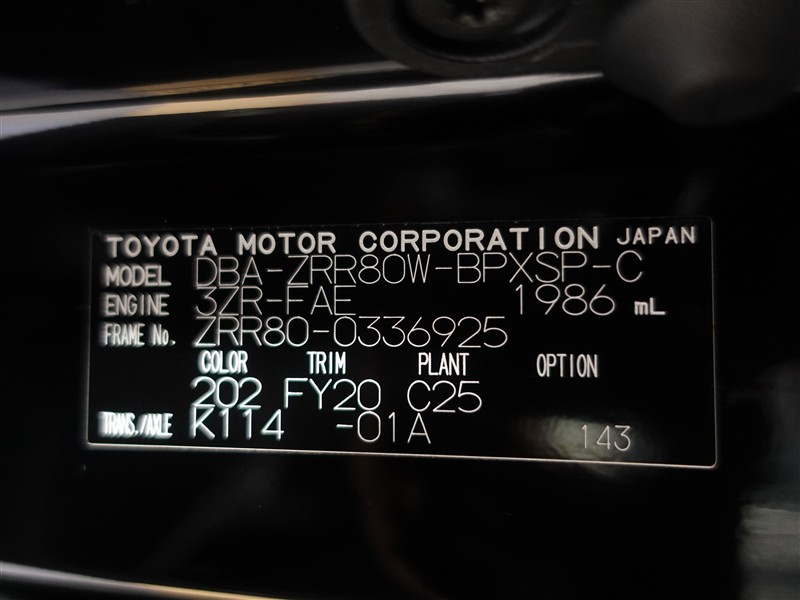 TOYOTA MOTOR CORPORATION JAPAN
MODEL DBA-ZRR80W-BPXSP-C
ENGINE 3ZR-FAE 1986 mL
FRAME No. ZRR80-0336925
COLOR TRIM PLANT OPTION
202 FY20 C25
TRANS./AXLE K114 -01A 143